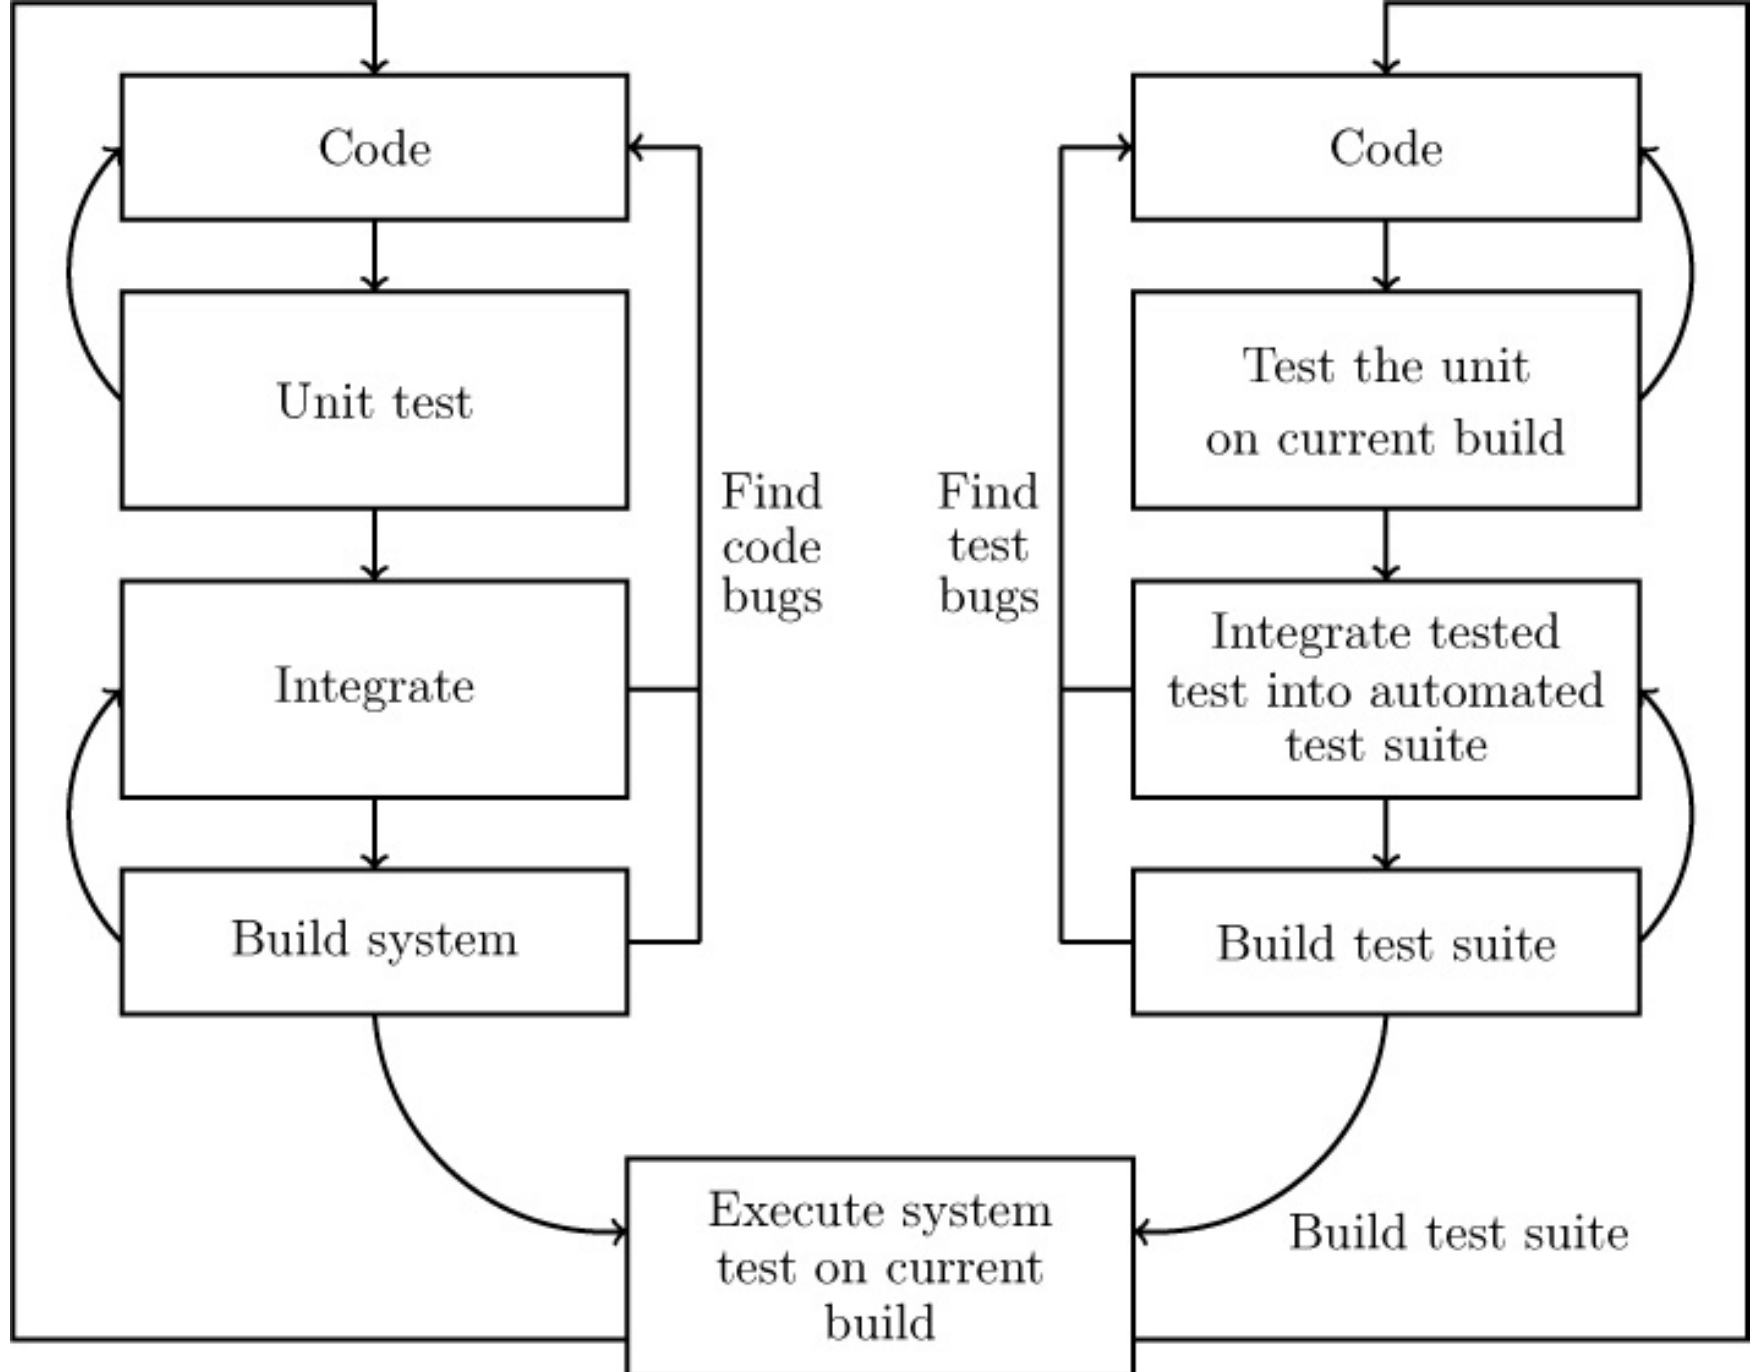 Code
Unit test
Integrate
Build system
Find
code
bugs
Find
test
bugs
Code
Test the unit
on current build
Integrate tested
test into automated
test suite
Build test suite
Execute system
test on current
build
Build test suite